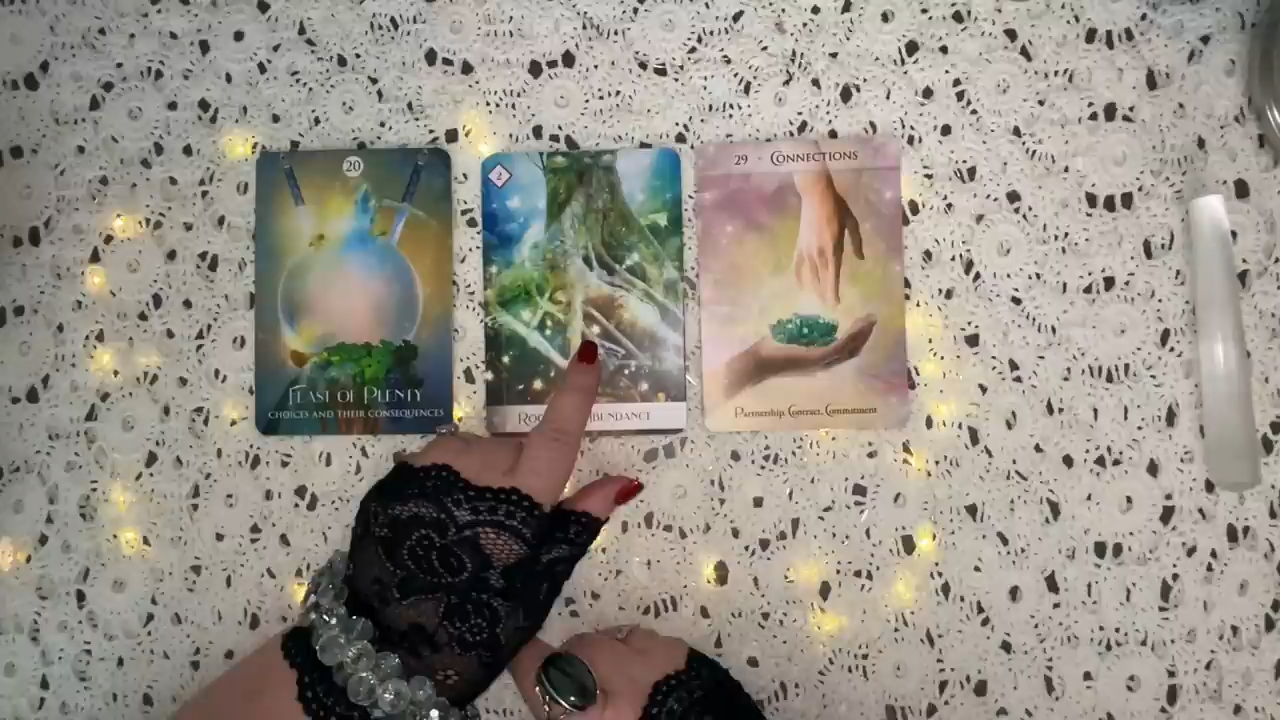 20
FEAST OF PLENTY
CHOICES AND THEIR CONSEQUENCES
2
29 - CONNECTIONS
Partnership, Contract, Commitment